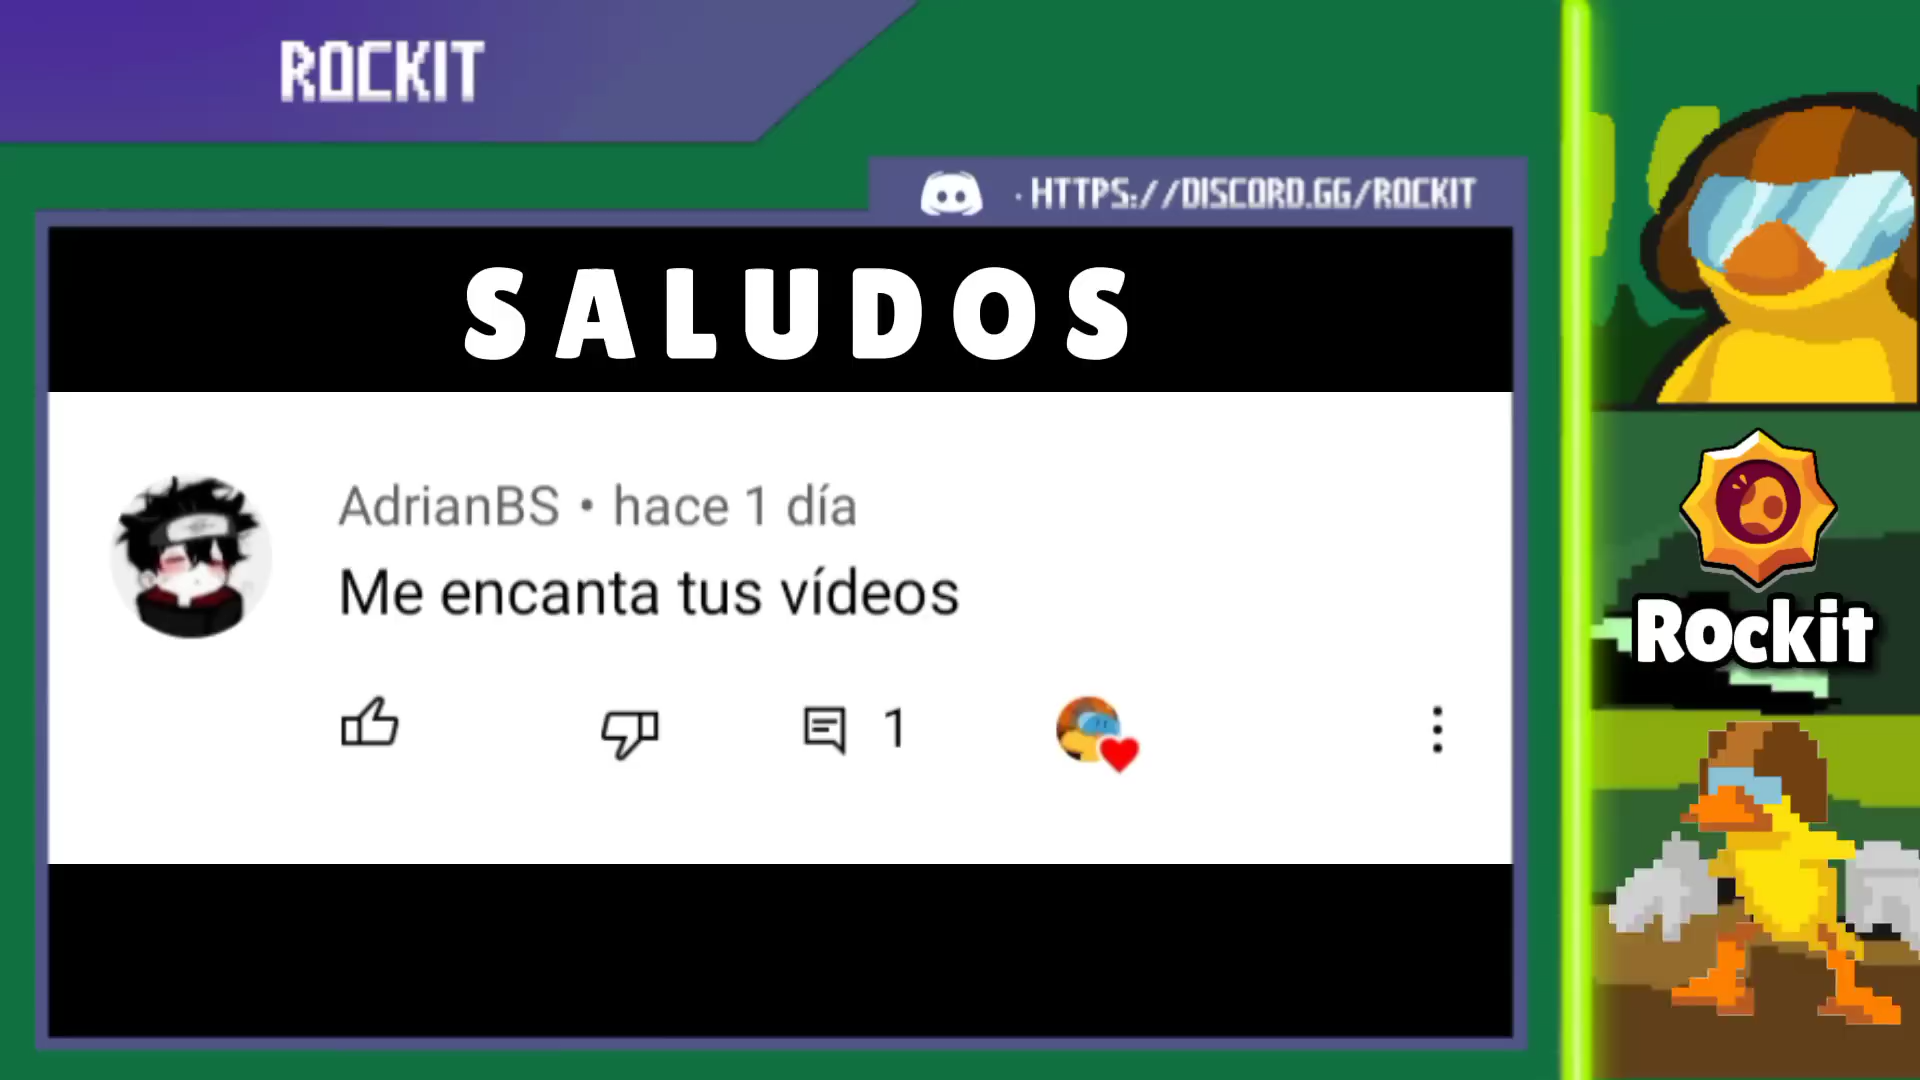 ROCKIT
· HTTPS://DISCORD.GG/ROCKIT
SALUDOS
AdrianBS • hace 1 día
Me encanta tus vídeos
1
Rockit